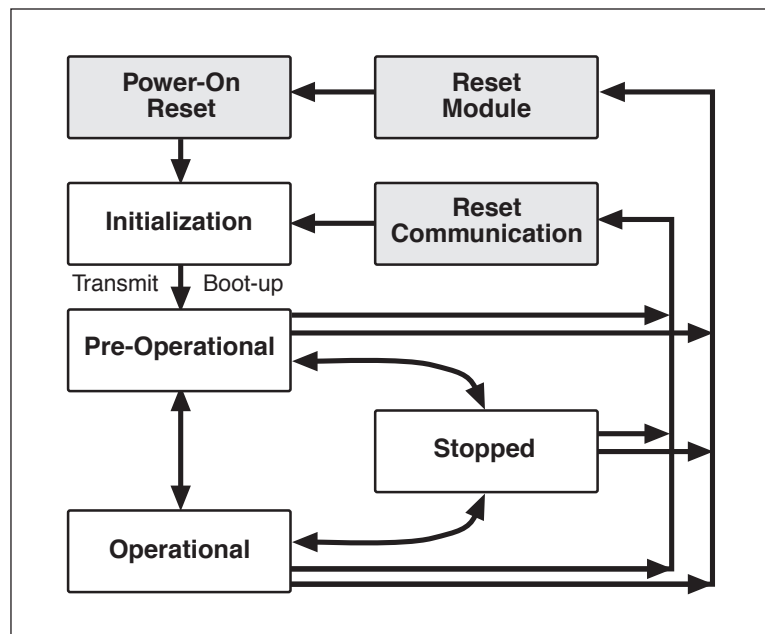 Power-On
Reset
Reset
Module
Initialization
Reset
Communication
Transmit Boot-up
Pre-Operational
Stopped
Operational